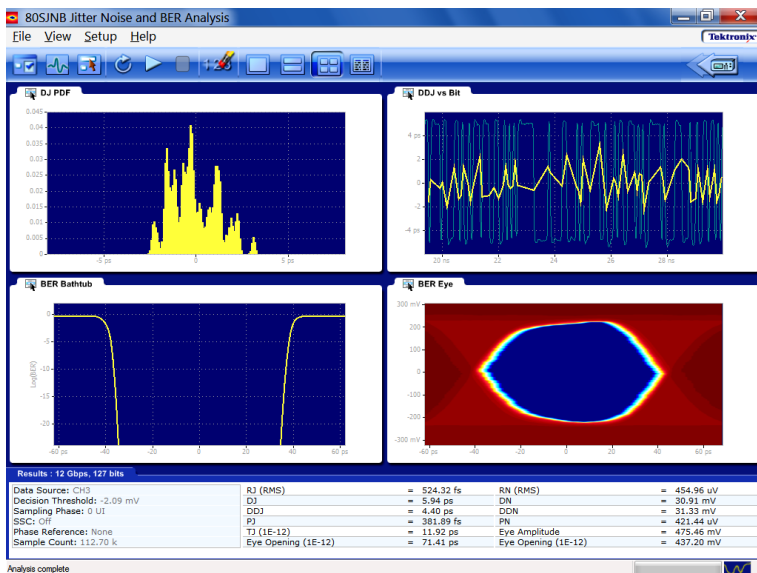 80SJNB Jitter Noise and BER Analysis
File View Setup Help
Tektronix
DJ PDF
0.045
0.04
0.035
0.03
0.025
0.02
0.015
0.01
0.005
0
-5 ps 0 5 ps
DDJ vs Bit
4 ps
2
0
-2
-4 ps
20 ns 22 24 26 28 ns
BER Bathtub
0
-5
-10
-15
-20
Log(BER)
-60 ps -40 -20 0 20 40 60 ps
BER Eye
300 mV
200
100
0
-100
-200
-300 mV
-60 ps -40 -20 0 20 40 60 ps
Results : 12 Gbps, 127 bits
Data Source: CH3
Decision Threshold: -2.09 mV
Sampling Phase: 0 UI
SSC: Off
Phase Reference: None
Sample Count: 112.70 k
RJ (RMS) = 524.32 fs
DJ = 5.94 ps
DDJ = 4.40 ps
PJ = 381.89 fs
TJ (1E-12) = 11.92 ps
Eye Opening (1E-12) = 71.41 ps
RN (RMS) = 454.96 uV
DN = 30.91 mV
DDN = 31.33 mV
PN = 421.44 uV
Eye Amplitude = 475.46 mV
Eye Opening (1E-12) = 437.20 mV
Analysis complete